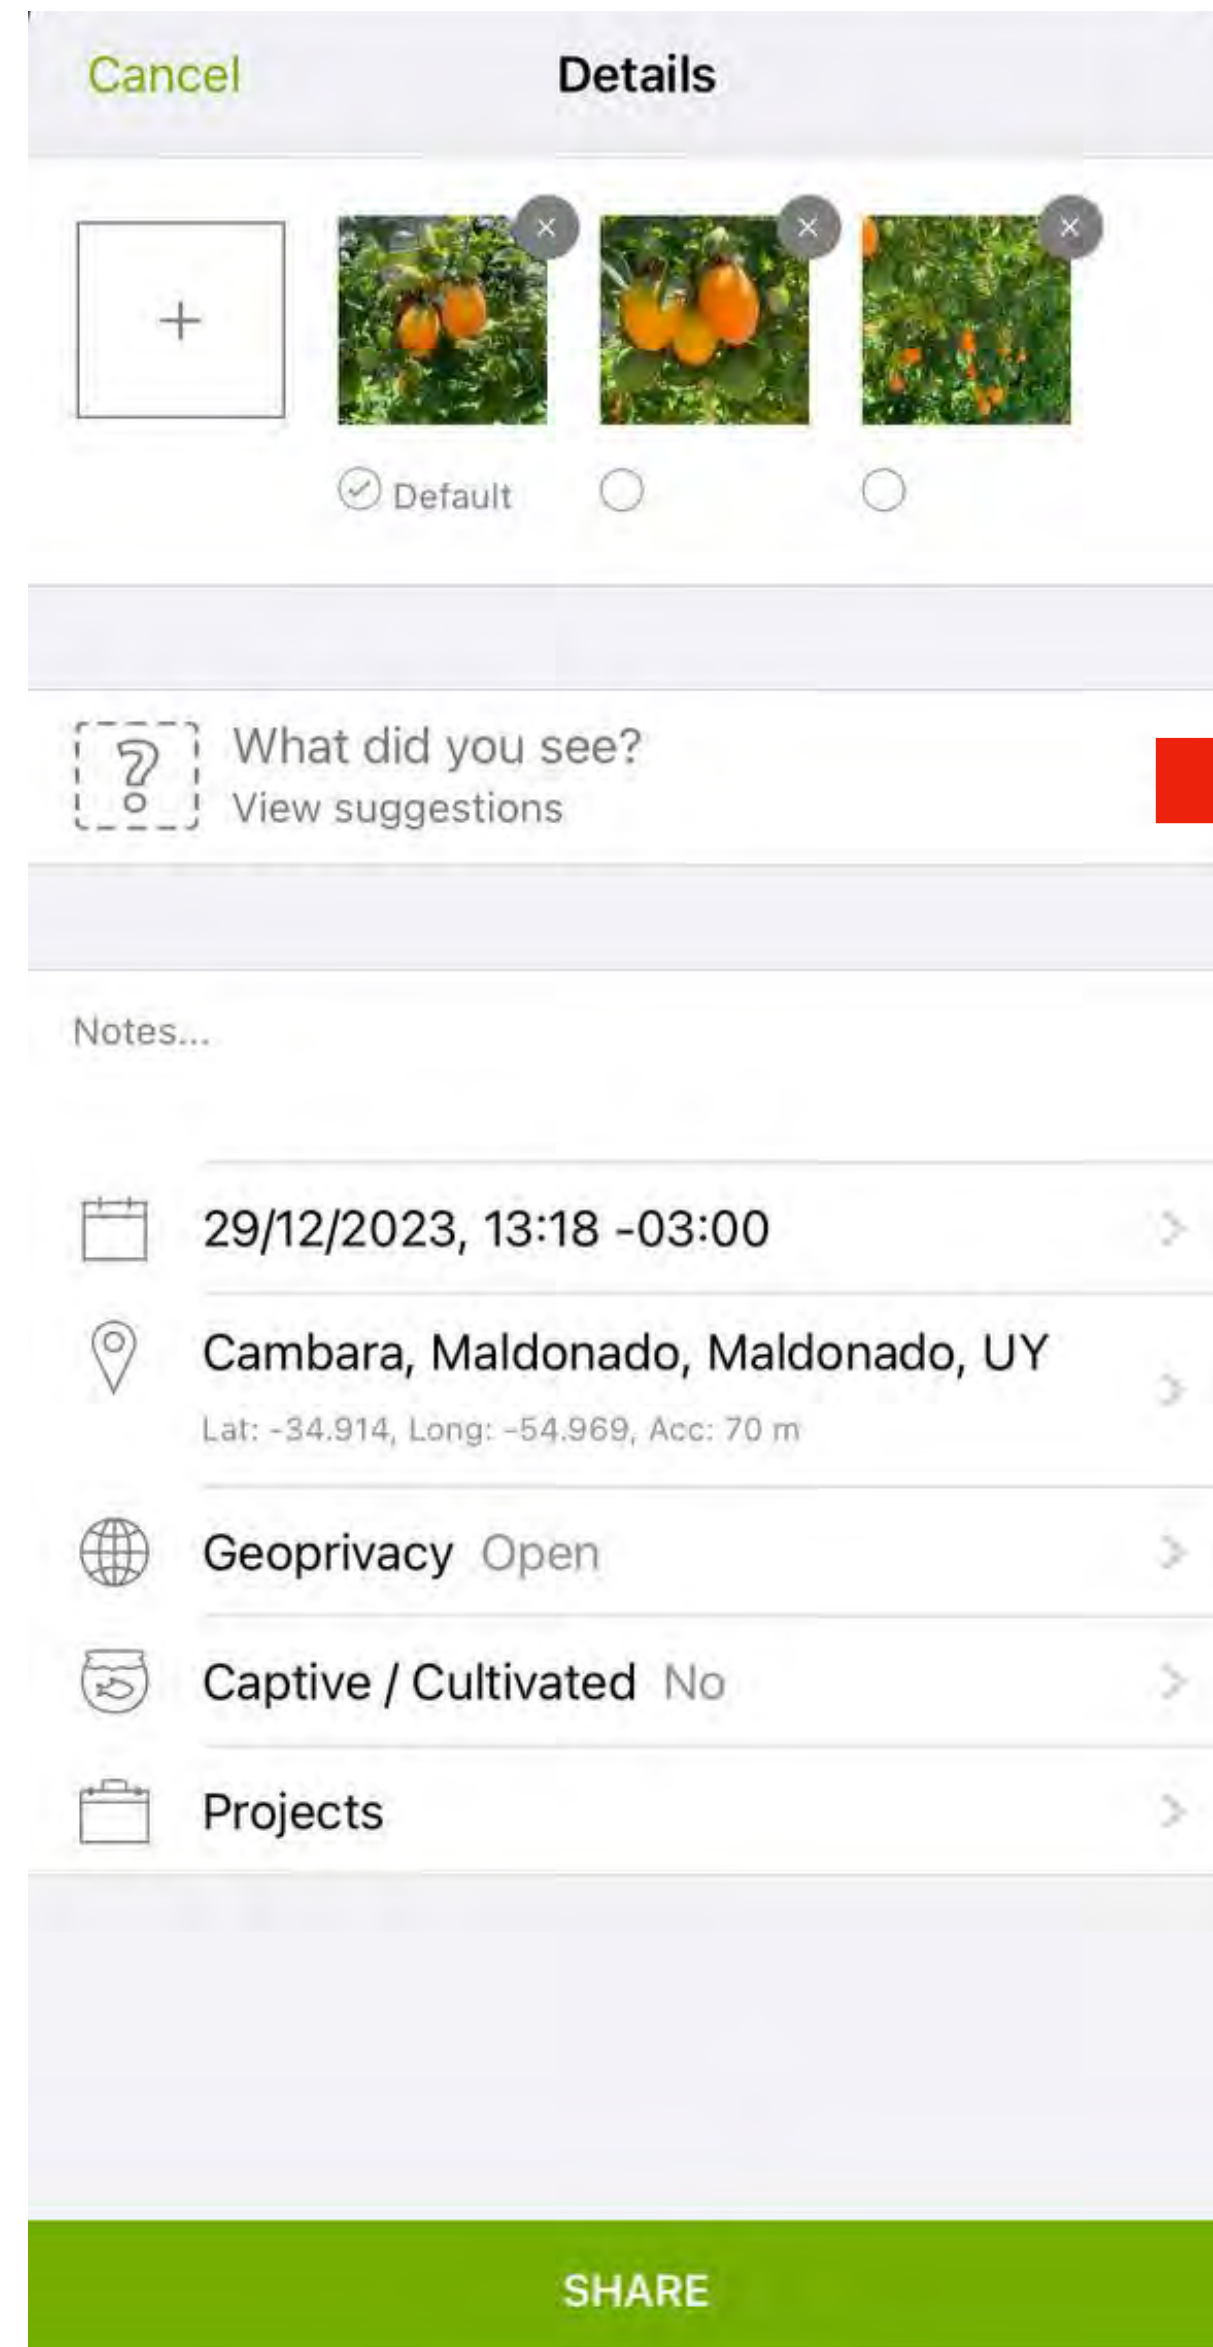 Cancel
Details
Default
What did you see?
View suggestions
Notes...
29/12/2023, 13:18 -03:00
Cambara, Maldonado, Maldonado, UY
Lat: -34.914, Long: -54.969, Acc: 70 m
Geoprivacy Open
Captive / Cultivated No
Projects
SHARE